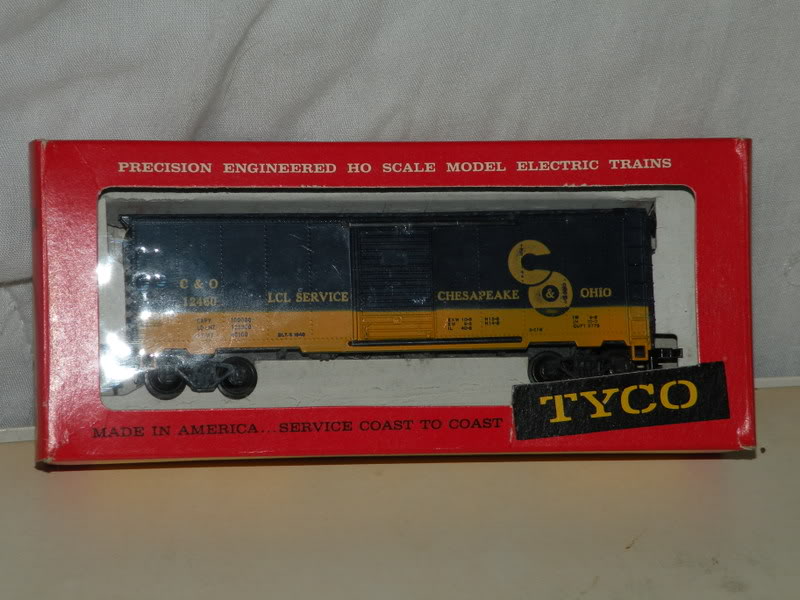 PRECISION ENGINEERED HO SCALE MODEL ELECTRIC TRAINS
C & O
12460
LCL SERVICE
CHESAPEAKE & OHIO
MADE IN AMERICA...SERVICE COAST TO COAST
TYCO